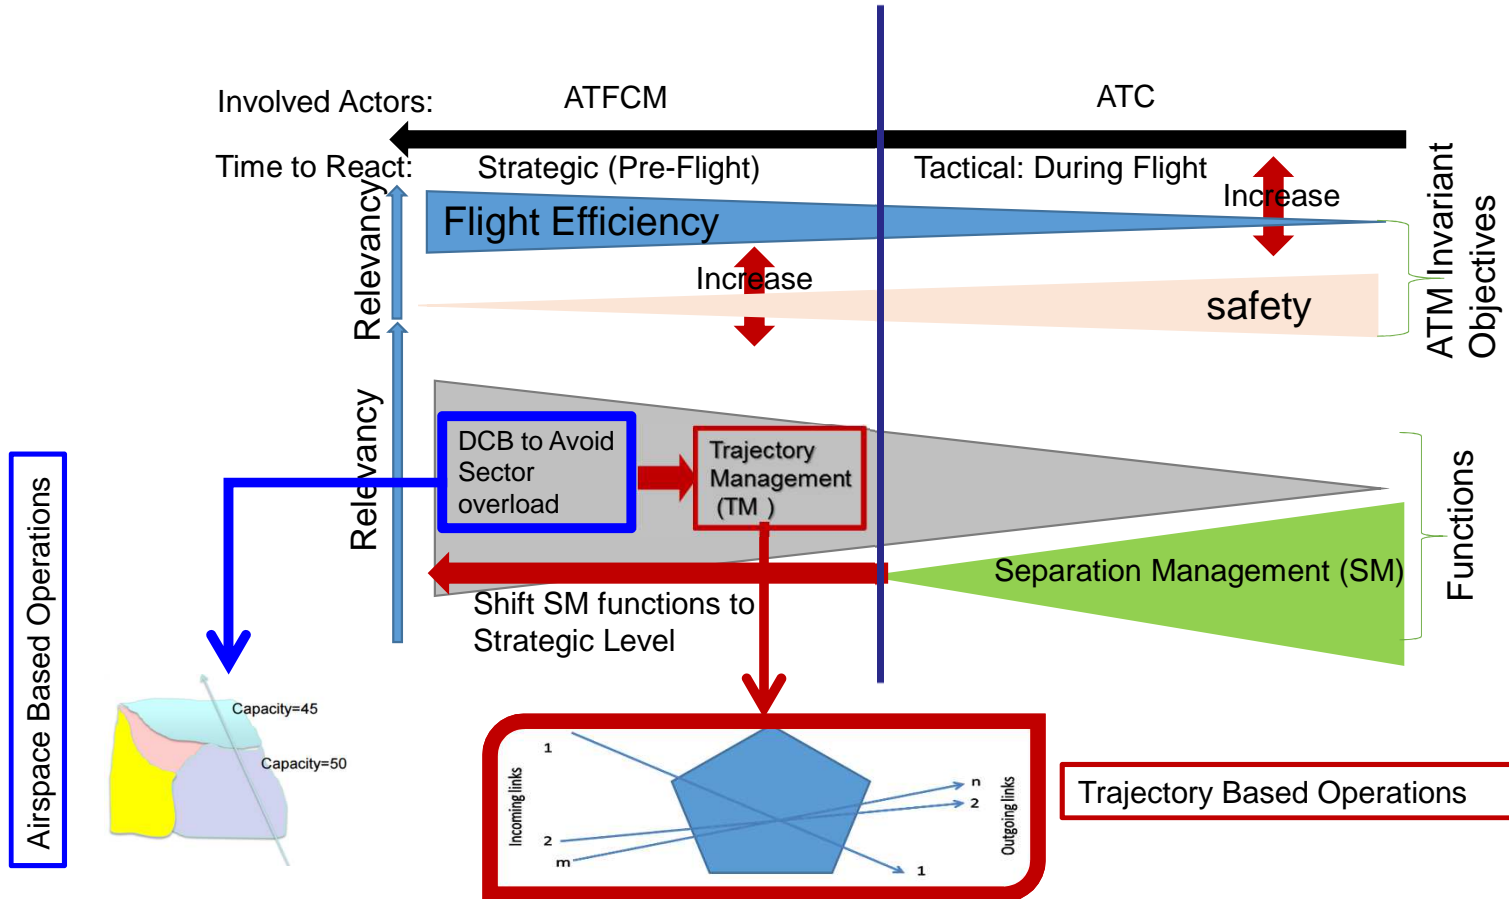 Involved Actors:
ATFCM
ATC
Time to React:
Strategic (Pre-Flight)
Tactical: During Flight
Relevancy
Flight Efficiency
Increase
Increase
safety
ATM Invariant
Objectives
Relevancy
DCB to Avoid
Sector
overload
Trajectory
Management
(TM )
Separation Management (SM)
Functions
Shift SM functions to
Strategic Level
Airspace Based Operations
Capacity=45
Capacity=50
Incoming links
1
2
m
n
2
1
Outgoing links
Trajectory Based Operations